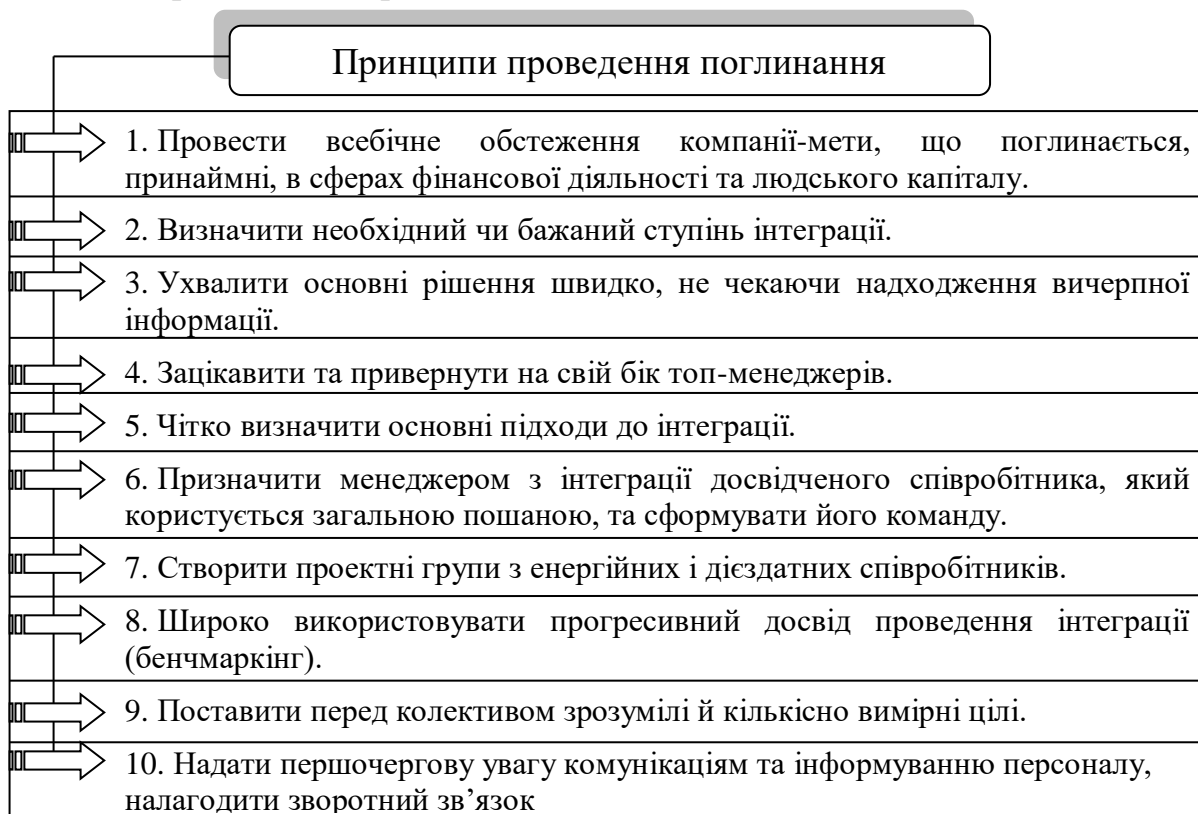 Принципи проведення поглинання
1. Провести всебічне обстеження компанії-мети, що поглинається,
принаймні, в сферах фінансової діяльності та людського капіталу.
2. Визначити необхідний чи бажаний ступінь інтеграції.
3. Ухвалити основні рішення швидко, не чекаючи надходження вичерпної
інформації.
4. Зацікавити та привернути на свій бік топ-менеджерів.
5. Чітко визначити основні підходи до інтеграції.
6. Призначити менеджером з інтеграції досвідченого співробітника, який
користується загальною пошаною, та сформувати його команду.
7. Створити проектні групи з енергійних і дієздатних співробітників.
8. Широко використовувати прогресивний досвід проведення інтеграції
(бенчмаркінг).
9. Поставити перед колективом зрозумілі й кількісно вимірні цілі.
10. Надати першочергову увагу комунікаціям та інформуванню персоналу,
налагодити зворотний зв’язок